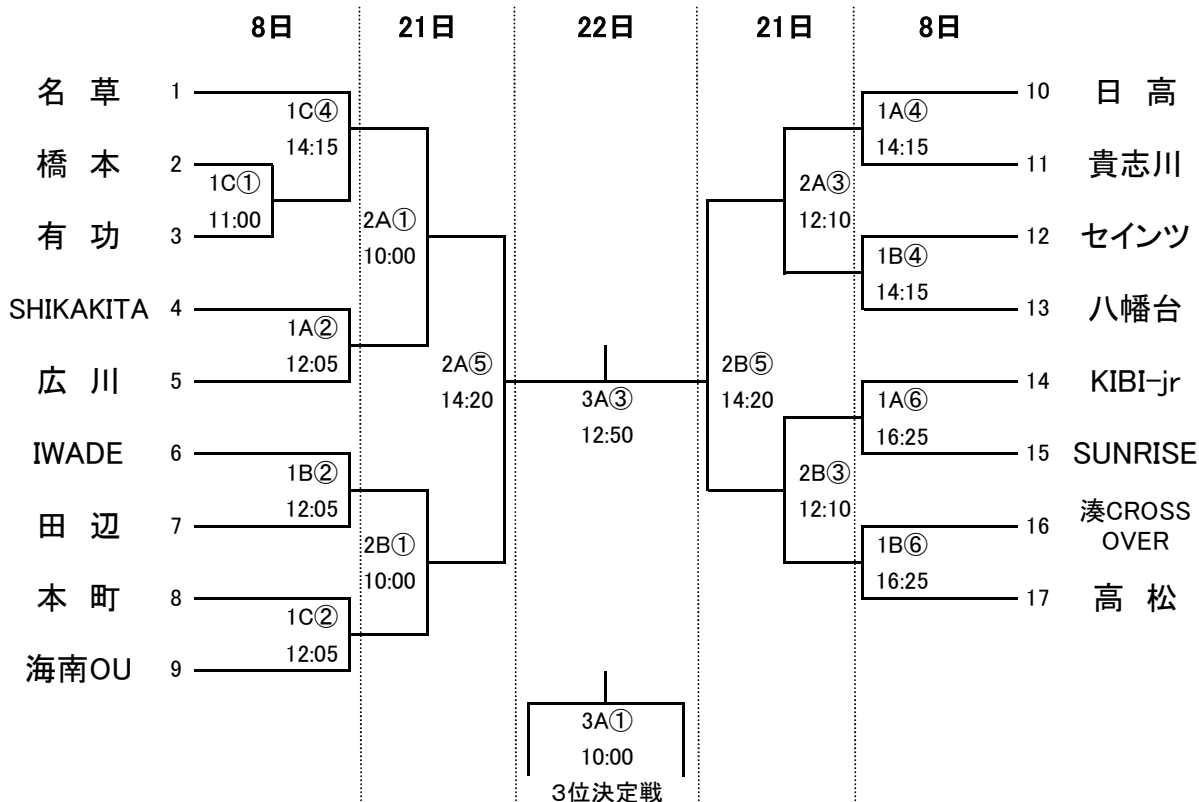 8日 21日 22日 21日 8日
名 草 1
橋 本 2
有 功 3
SHIKAKITA 4
広 川 5
IWADE 6
田 辺 7
本 町 8
海南OU 9
1C④
14:15
1C①
11:00
1A②
12:05
1B②
12:05
1C②
12:05
2A①
10:00
2B①
10:00
2A⑤
14:20
3A③
12:50
3A①
10:00
3位決定戦
2B⑤
14:20
2A③
12:10
2B③
12:10
1A④
14:15
1B④
14:15
1A⑥
16:25
1B⑥
16:25
10 日 高
11 貴志川
12 セインツ
13 八幡台
14 KIBI-jr
15 SUNRISE
16 湊CROSS
OVER
17 高 松